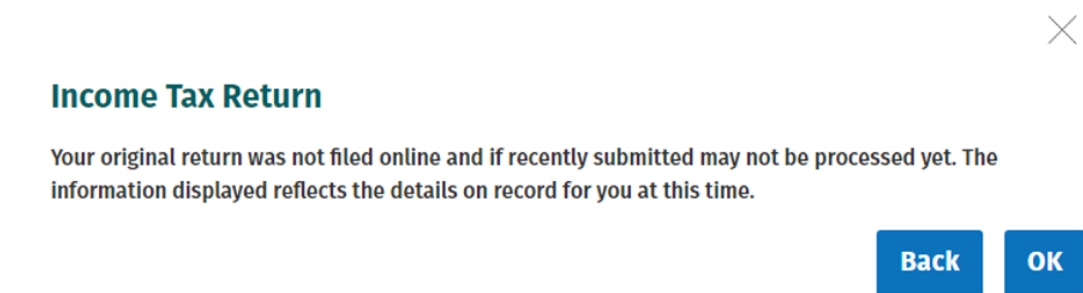 Income Tax Return
Your original return was not filed online and if recently submitted may not be processed yet. The
information displayed reflects the details on record for you at this time.
Back OK